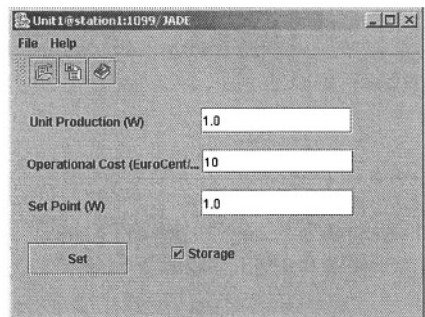 Unit1@station1:1099/JADE
File Help
Unit Production (W) 1.0
Operational Cost (EuroCent/... 10
Set Point (W) 1.0
Set Storage